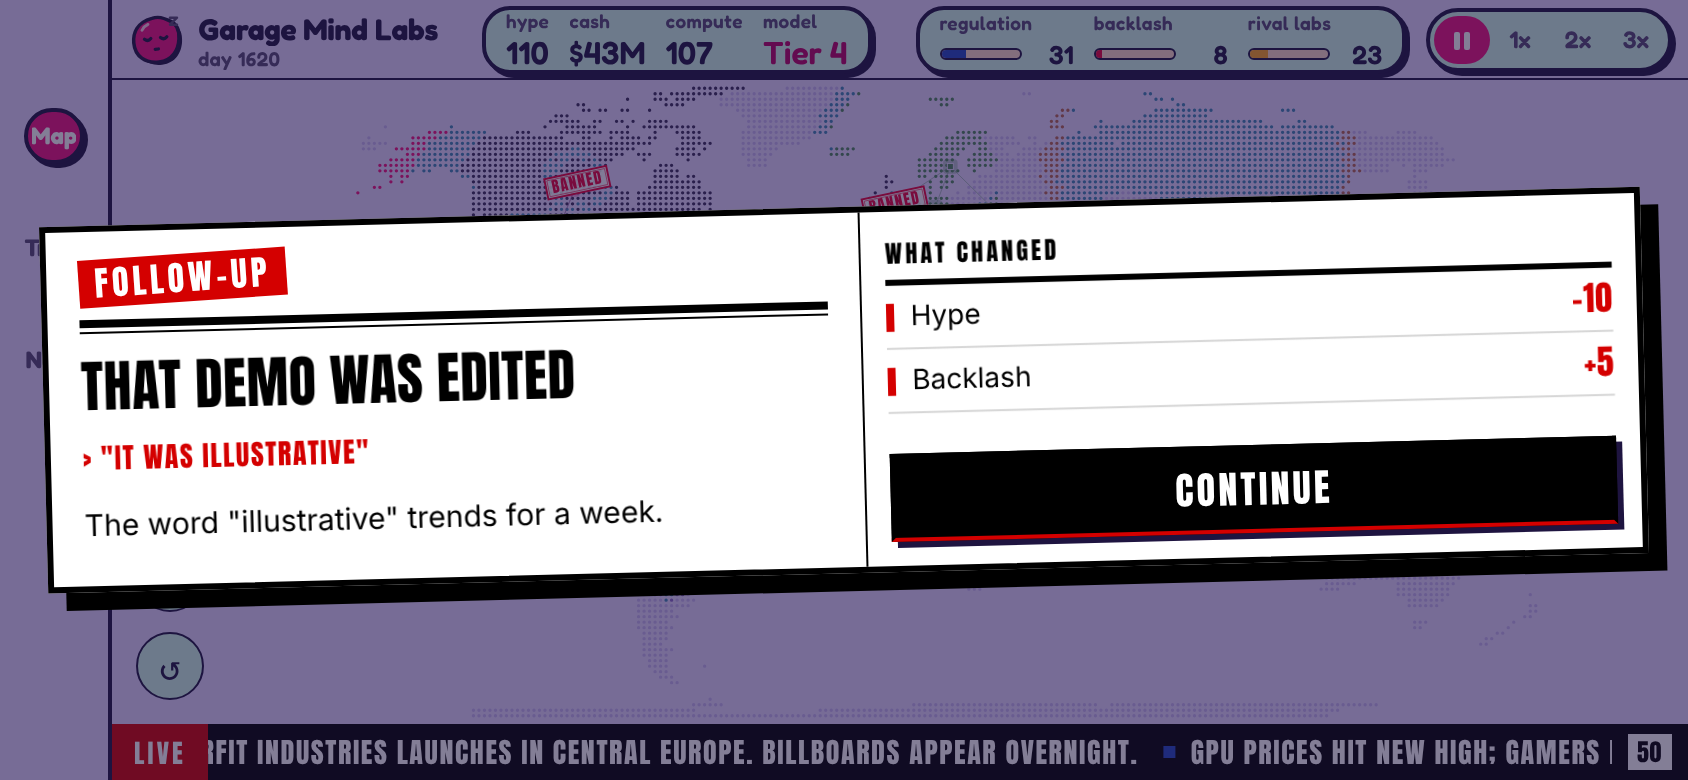 Garage Mind Labs
day 1620
hype cash compute model
110 $43M 107 Tier 4
regulation backlash rival labs
31 8 23
1x 2x 3x
Map
BANNED
BANNED
FOLLOW-UP
THAT DEMO WAS EDITED
> "IT WAS ILLUSTRATIVE"
The word "illustrative" trends for a week.
WHAT CHANGED
Hype -10
Backlash +5
CONTINUE
LIVE
RFIT INDUSTRIES LAUNCHES IN CENTRAL EUROPE. BILLBOARDS APPEAR OVERNIGHT. ■ GPU PRICES HIT NEW HIGH; GAMERS
50